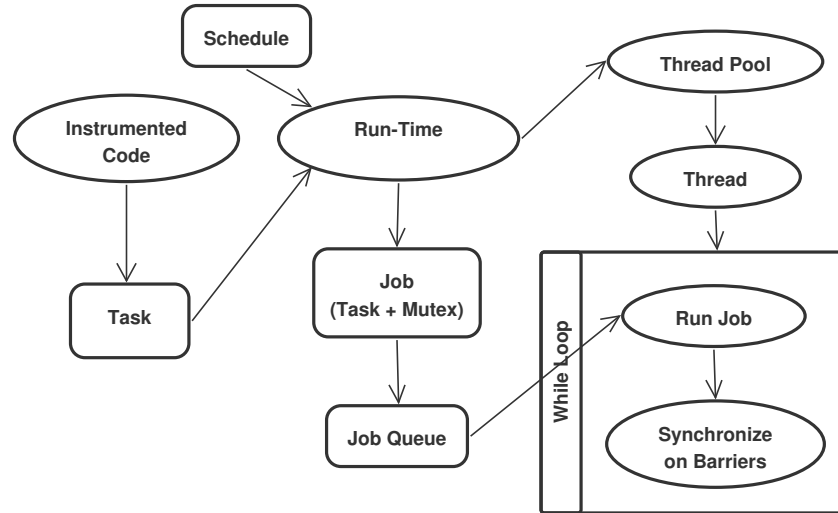 Schedule
Thread Pool
Instrumented
Code
Run-Time
Thread
Job
(Task + Mutex)
Task
Run Job
While Loop
Job Queue
Synchronize
on Barriers